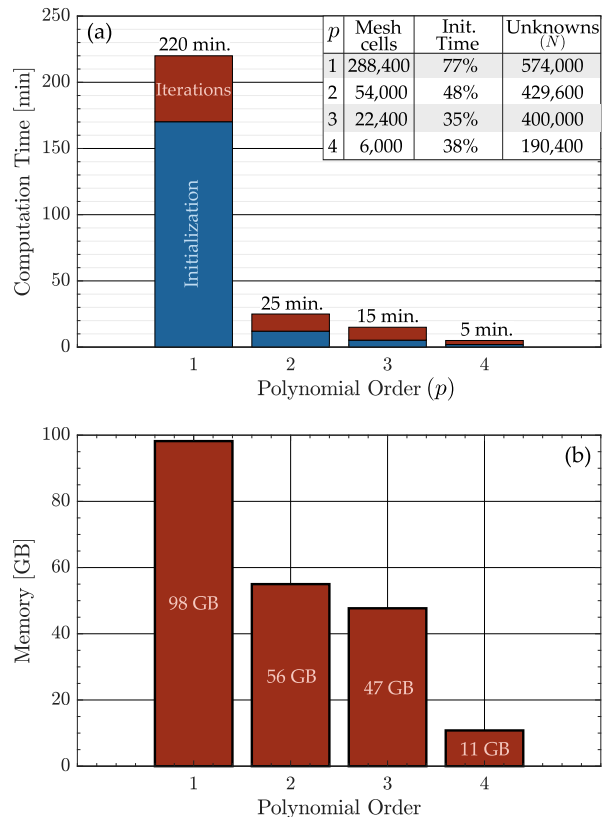 (a)
220 min.
p Mesh cells Init. Time Unknowns (N)
1 288,400 77% 574,000
2 54,000 48% 429,600
3 22,400 35% 400,000
4 6,000 38% 190,400
Computation Time [min]
250
200
150
100
50
0
Iterations
Initialization
25 min.
15 min.
5 min.
1 2 3 4
Polynomial Order (p)
(b)
Memory [GB]
100
80
60
40
20
0
98 GB
56 GB
47 GB
11 GB
1 2 3 4
Polynomial Order